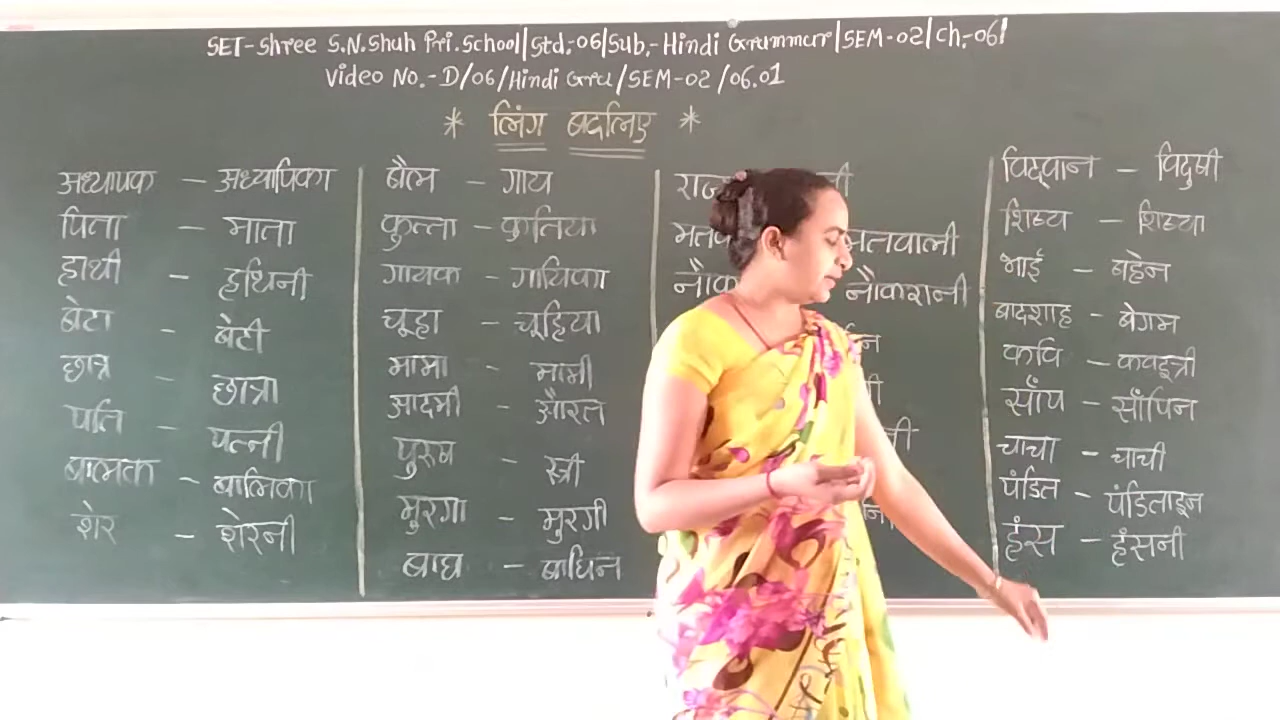 SET-Shree S.N.Shah Pri.School/Std.-06/Sub.-Hindi Grammar/SEM-02/Ch.-06/
Video No.-D/06/Hindi Gra/SEM-02/06.01
* लिंग बदलिए *
अध्यापक - अध्यापिका
पिता - माता
हाथी - हथिनी
बेटा - बेटी
छात्र - छात्रा
पति - पत्नी
बालक - बालिका
शेर - शेरनी
बैल - गाय
कुत्ता - कुतिया
गायक - गायिका
चूहा - चूहिया
मामा - मामी
आदमी - औरत
पुरुष - स्त्री
मुरगा - मुरगी
बाघ - बाघिन
नौकरानी
विद्वान - विदुषी
शिष्य - शिष्या
भाई - बहेन
बादशाह - बेगम
कवि - कवइत्री
साँप - साँपिन
चाचा - चाची
पंडित - पंडिताइन
हंस - हंसनी